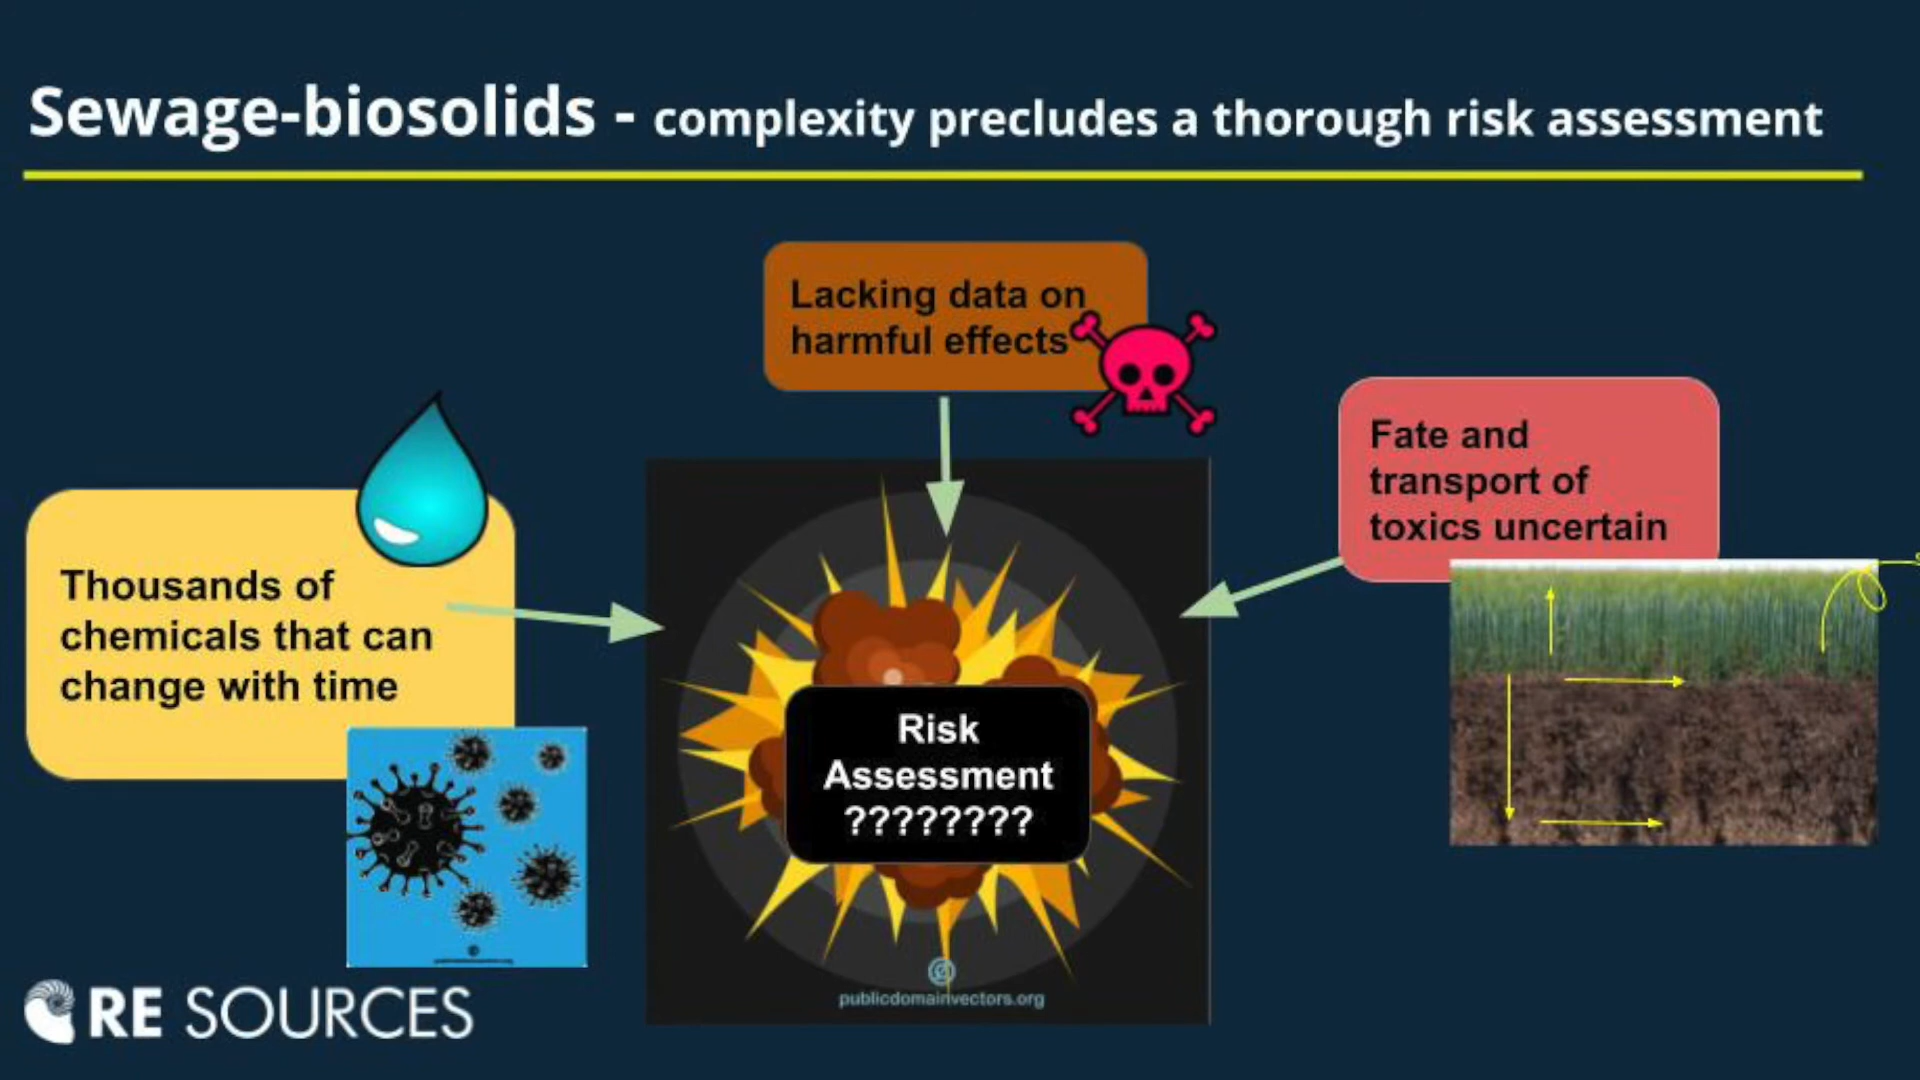 Sewage-biosolids - complexity precludes a thorough risk assessment
Lacking data on
harmful effects
Fate and
transport of
toxics uncertain
Thousands of
chemicals that can
change with time
Risk
Assessment
????????
publicdomainvectors.org
RE SOURCES